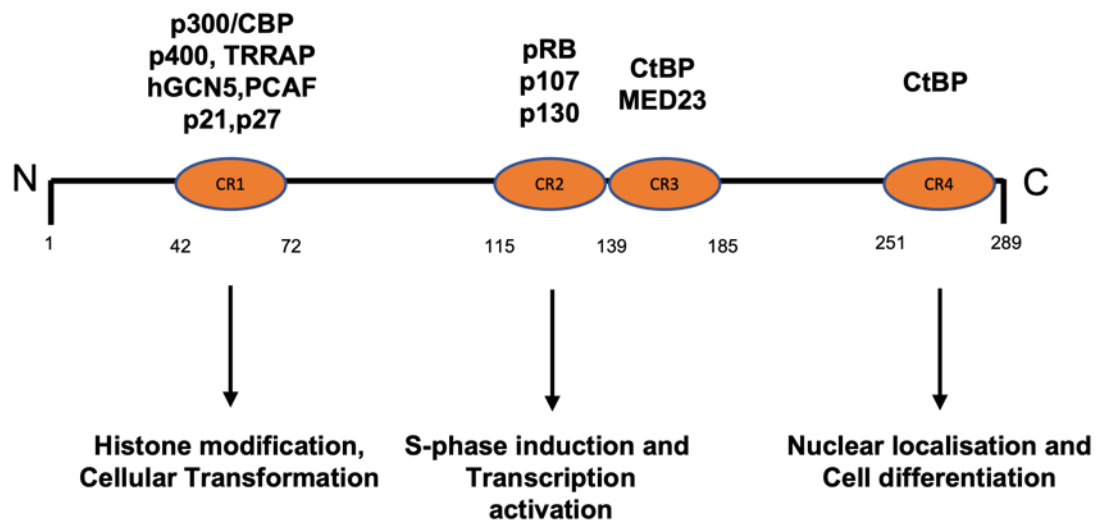 p300/CBP
p400, TRRAP
hGCN5,PCAF
p21,p27
pRB
p107
p130
CtBP
MED23
CtBP
N
CR1
CR2
CR3
CR4
C
1
42
72
115
139
185
251
289
Histone modification,
Cellular Transformation
S-phase induction and
Transcription
activation
Nuclear localisation and
Cell differentiation